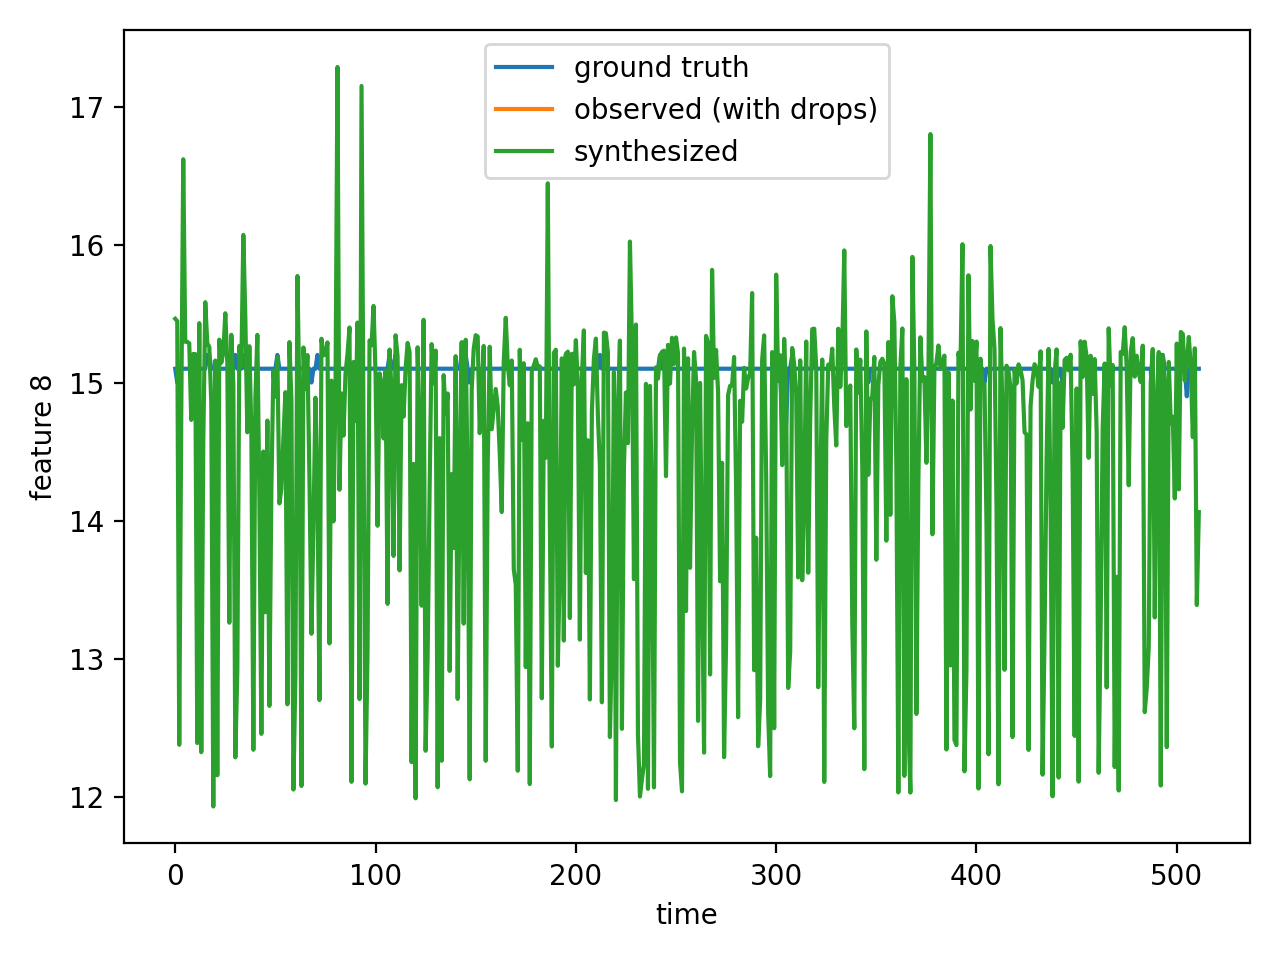 ground truth
observed (with drops)
synthesized
17
16
15
14
13
12
feature 8
0 100 200 300 400 500
time